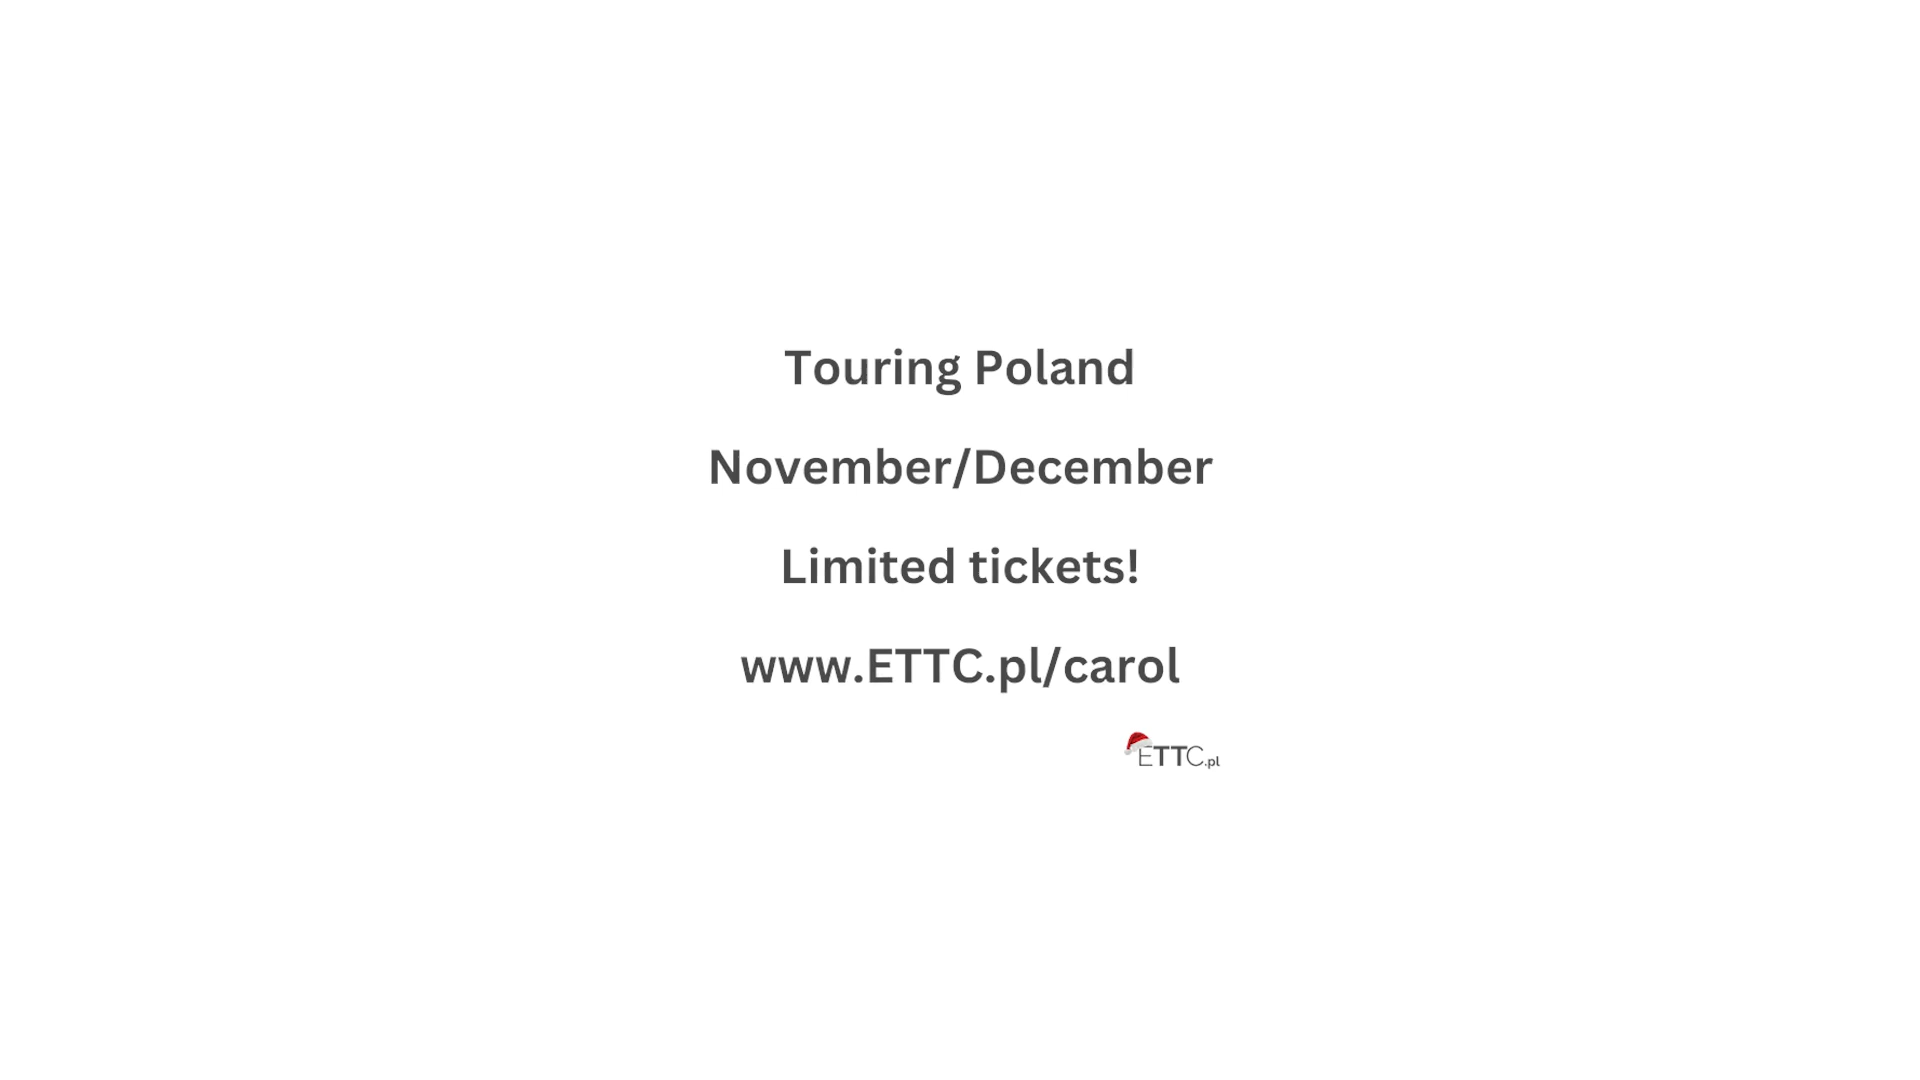 Touring Poland
November/December
Limited tickets!
www.ETTC.pl/carol
ETTC.pl